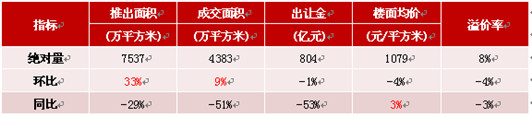 指标 推出面积 成交面积 出让金 楼面均价 溢价率
(万平方米) (万平方米) (亿元) (元/平方米)
绝对量 7537 4383 804 1079 8%
环比 33% 9% -1% -4% -4%
同比 -29% -51% -53% 3% -3%